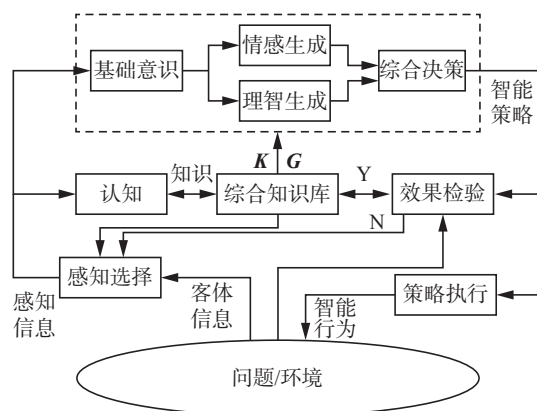 情感生成
基础意识
综合决策
理智生成
智能
策略
K G
认知
知识
综合知识库
Y
效果检验
N
感知选择
感知
信息
客体
信息
智能
行为
策略执行
问题/环境